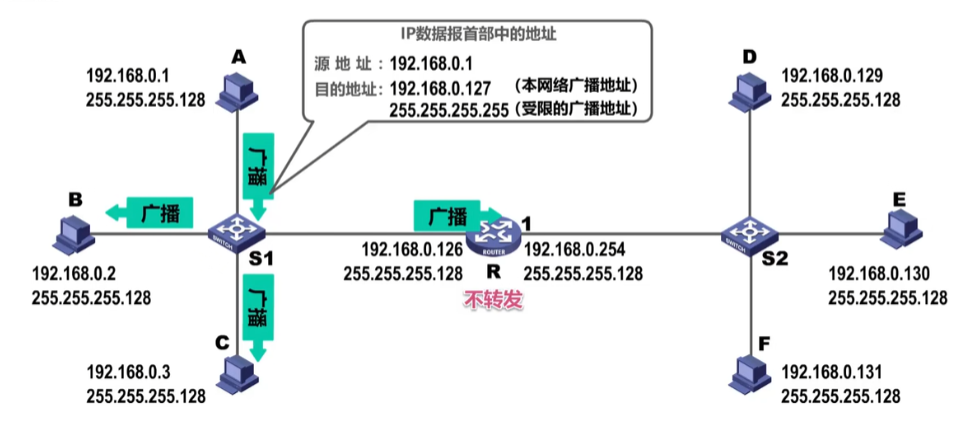 IP数据报首部中的地址
源地址：192.168.0.1
目的地址：192.168.0.127（本网络广播地址）
255.255.255.255（受限的广播地址）
A
192.168.0.1
255.255.255.128
D
192.168.0.129
255.255.255.128
广播
B
广播
广播
1
E
SWITCH
S1
ROUTER
R
SWITCH
S2
192.168.0.2
255.255.255.128
192.168.0.126
255.255.255.128
192.168.0.254
255.255.255.128
192.168.0.130
255.255.255.128
不转发
广播
C
192.168.0.3
255.255.255.128
F
192.168.0.131
255.255.255.128